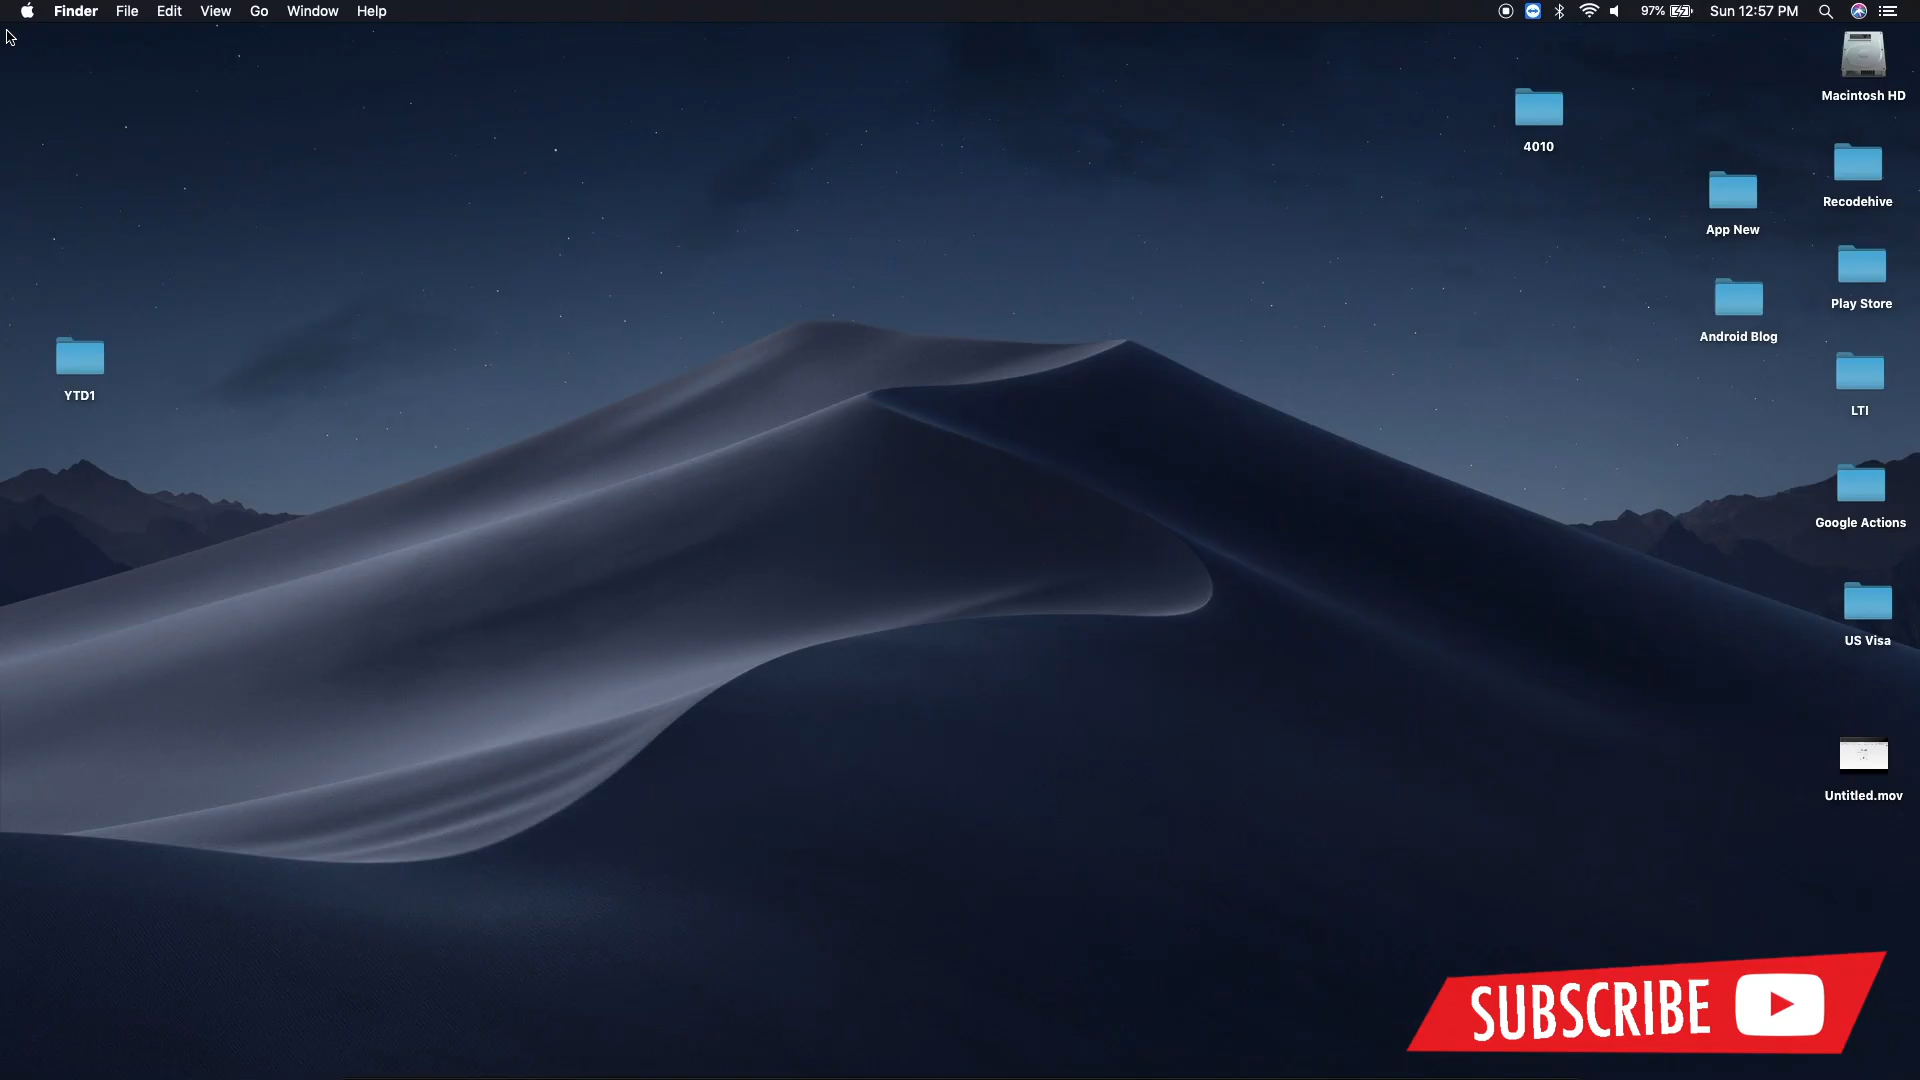 Finder File Edit View Go Window Help 97% Sun 12:57 PM
Macintosh HD
4010
Recodehive
App New
Play Store
Android Blog
YTD1
LTI
Google Actions
US Visa
Untitled.mov
SUBSCRIBE